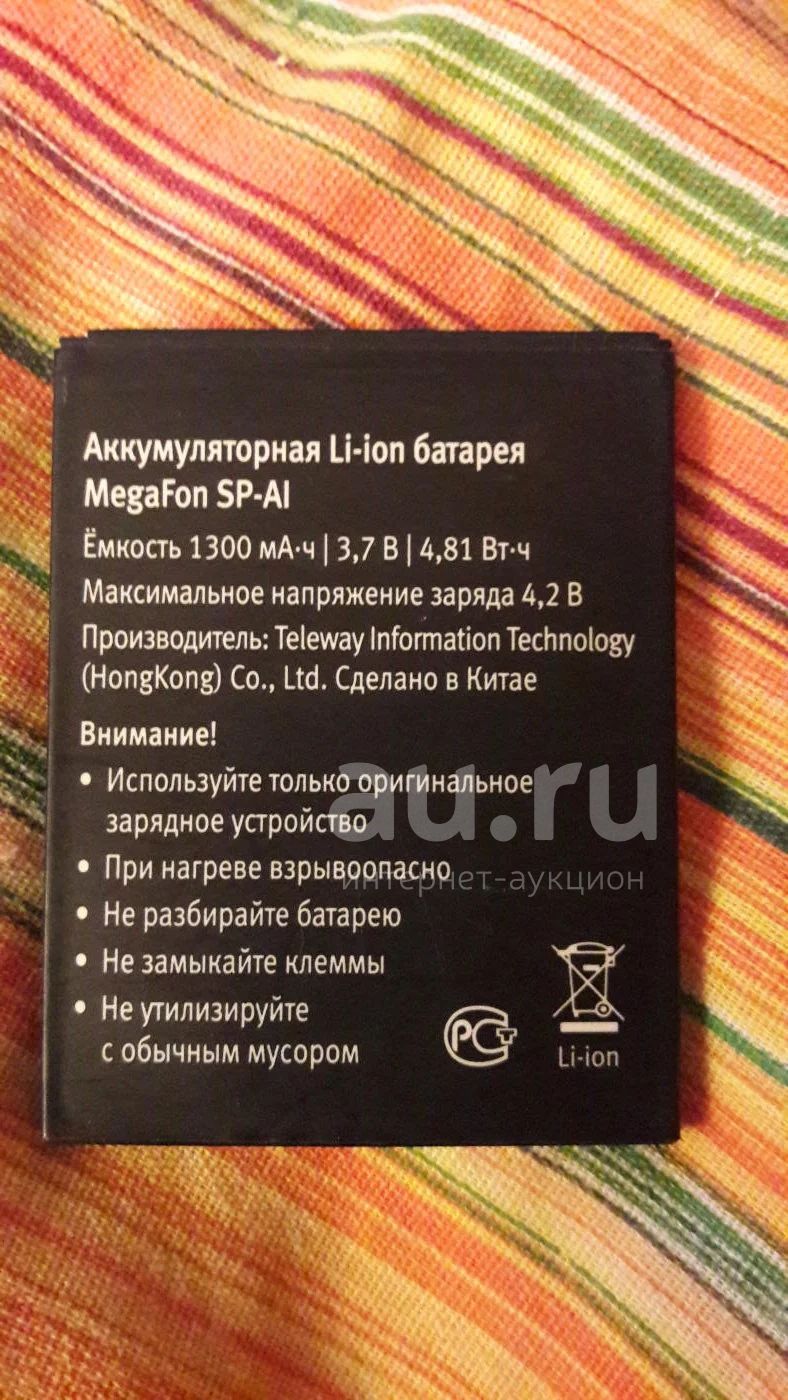 Аккумуляторная Li-ion батарея
MegaFon SP-AI
Ёмкость 1300 мА·ч | 3,7 В | 4,81 Вт·ч
Максимальное напряжение заряда 4,2 В
Производитель: Teleway Information Technology
(HongKong) Co., Ltd. Сделано в Китае
Внимание!
• Используйте только оригинальное
зарядное устройство
• При нагреве взрывоопасно
• Не разбирайте батарею
• Не замыкайте клеммы
• Не утилизируйте
с обычным мусором
РСТ
Li-ion
au.ru
интернет-аукцион